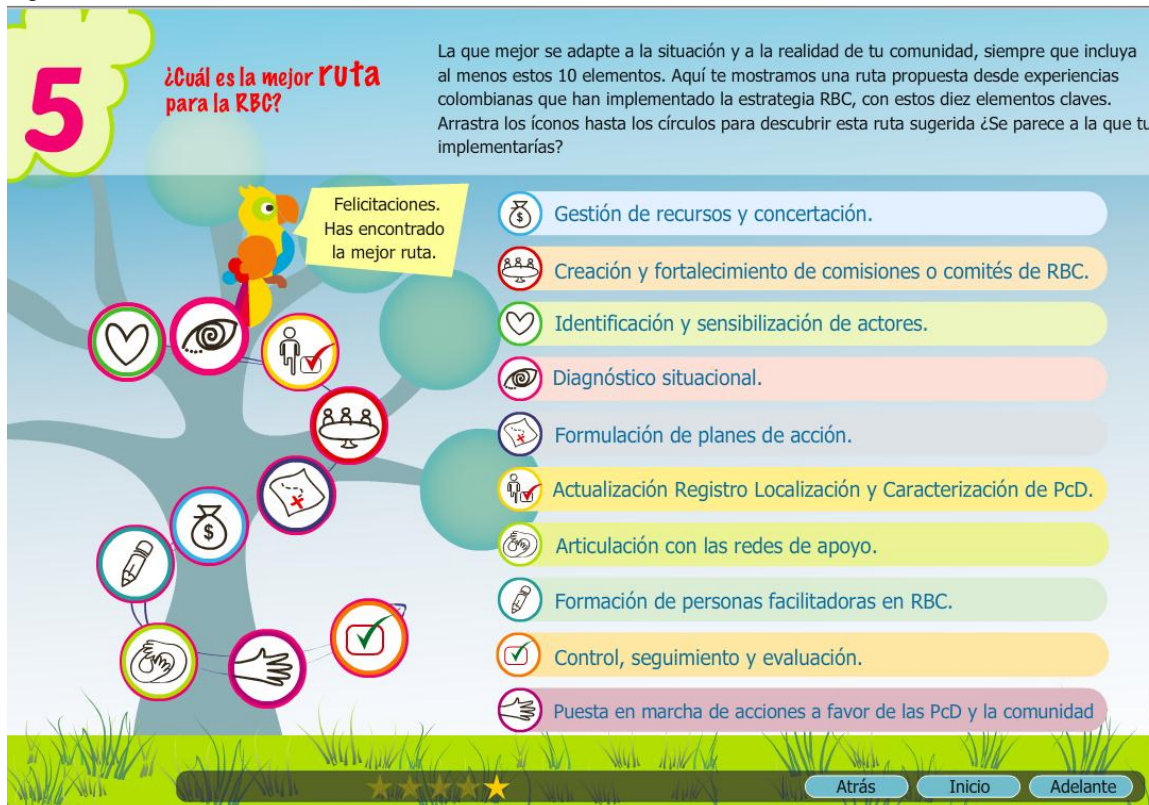 5
¿Cuál es la mejor ruta
para la RBC?
La que mejor se adapte a la situación y a la realidad de tu comunidad, siempre que incluya
al menos estos 10 elementos. Aquí te mostramos una ruta propuesta desde experiencias
colombianas que han implementado la estrategia RBC, con estos diez elementos claves.
Arrastra los íconos hasta los círculos para descubrir esta ruta sugerida ¿Se parece a la que tu
implementarías?
Felicitaciones.
Has encontrado
la mejor ruta.
Gestión de recursos y concertación.
Creación y fortalecimiento de comisiones o comités de RBC.
Identificación y sensibilización de actores.
Diagnóstico situacional.
Formulación de planes de acción.
Actualización Registro Localización y Caracterización de PcD.
Articulación con las redes de apoyo.
Formación de personas facilitadoras en RBC.
Control, seguimiento y evaluación.
Puesta en marcha de acciones a favor de las PcD y la comunidad
Atrás
Inicio
Adelante